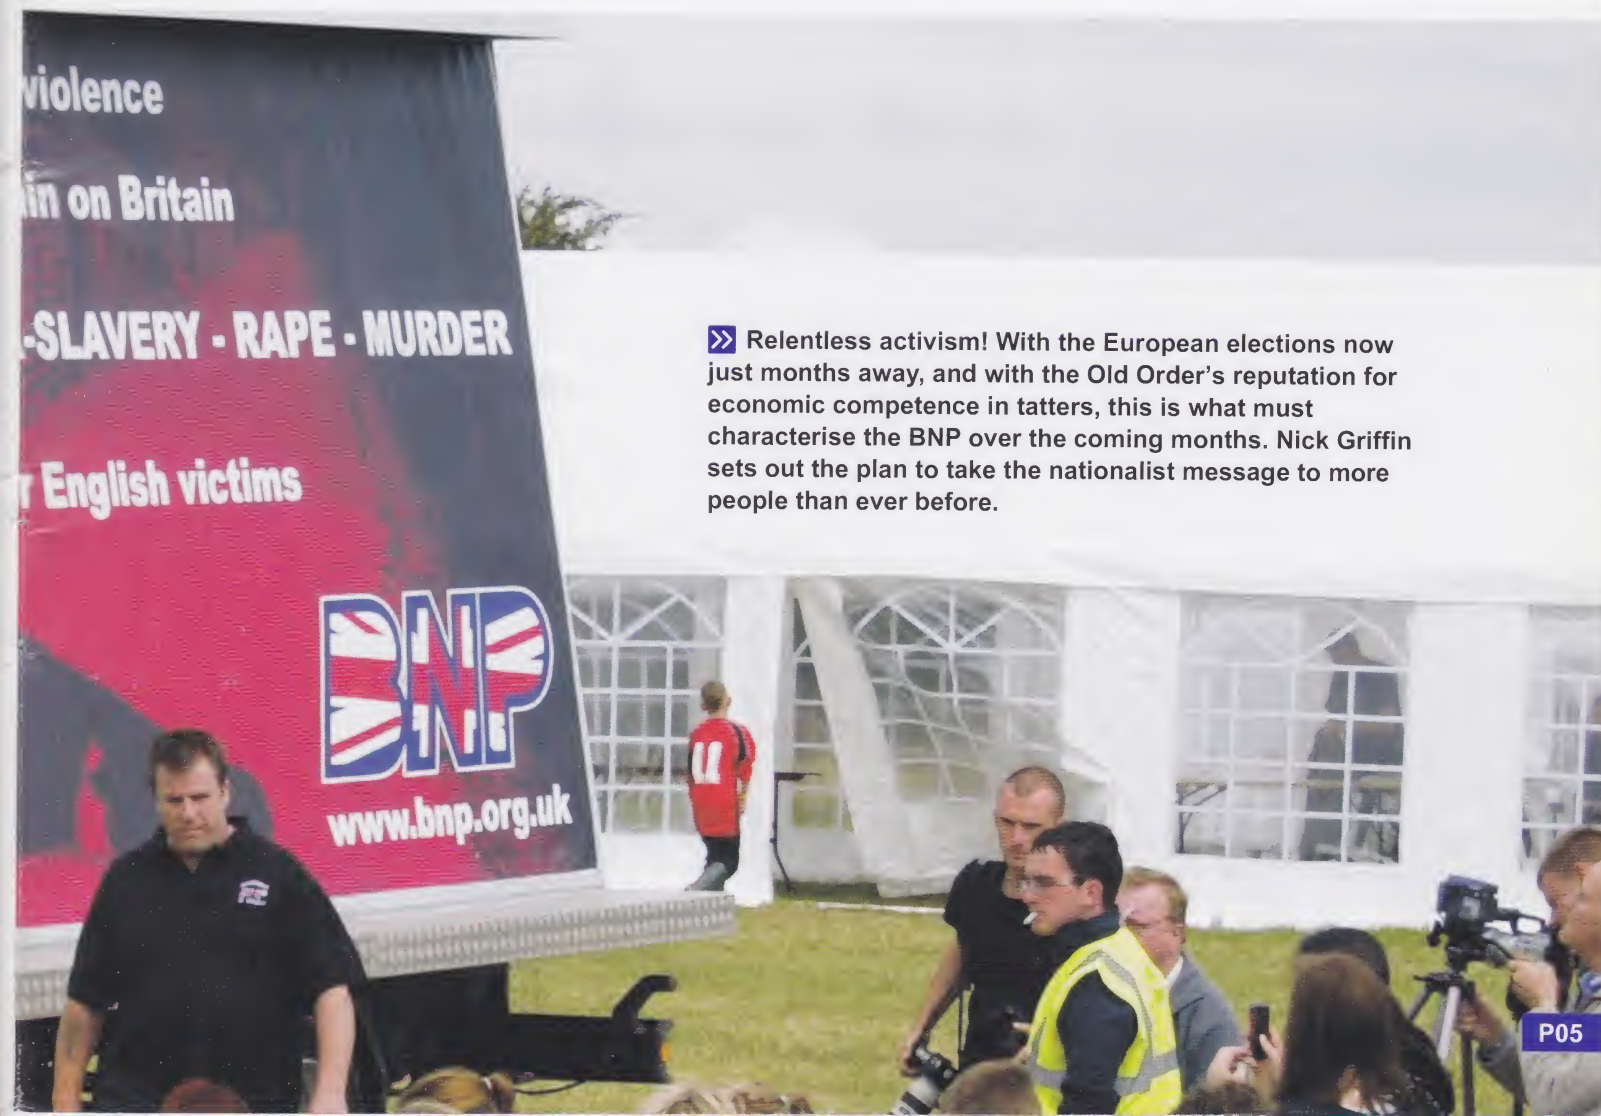 violence
in on Britain
-SLAVERY - RAPE - MURDER
English victims
BNP
www.bnp.org.uk
11
» Relentless activism! With the European elections now
just months away, and with the Old Order's reputation for
economic competence in tatters, this is what must
characterise the BNP over the coming months. Nick Griffin
sets out the plan to take the nationalist message to more
people than ever before.
P05